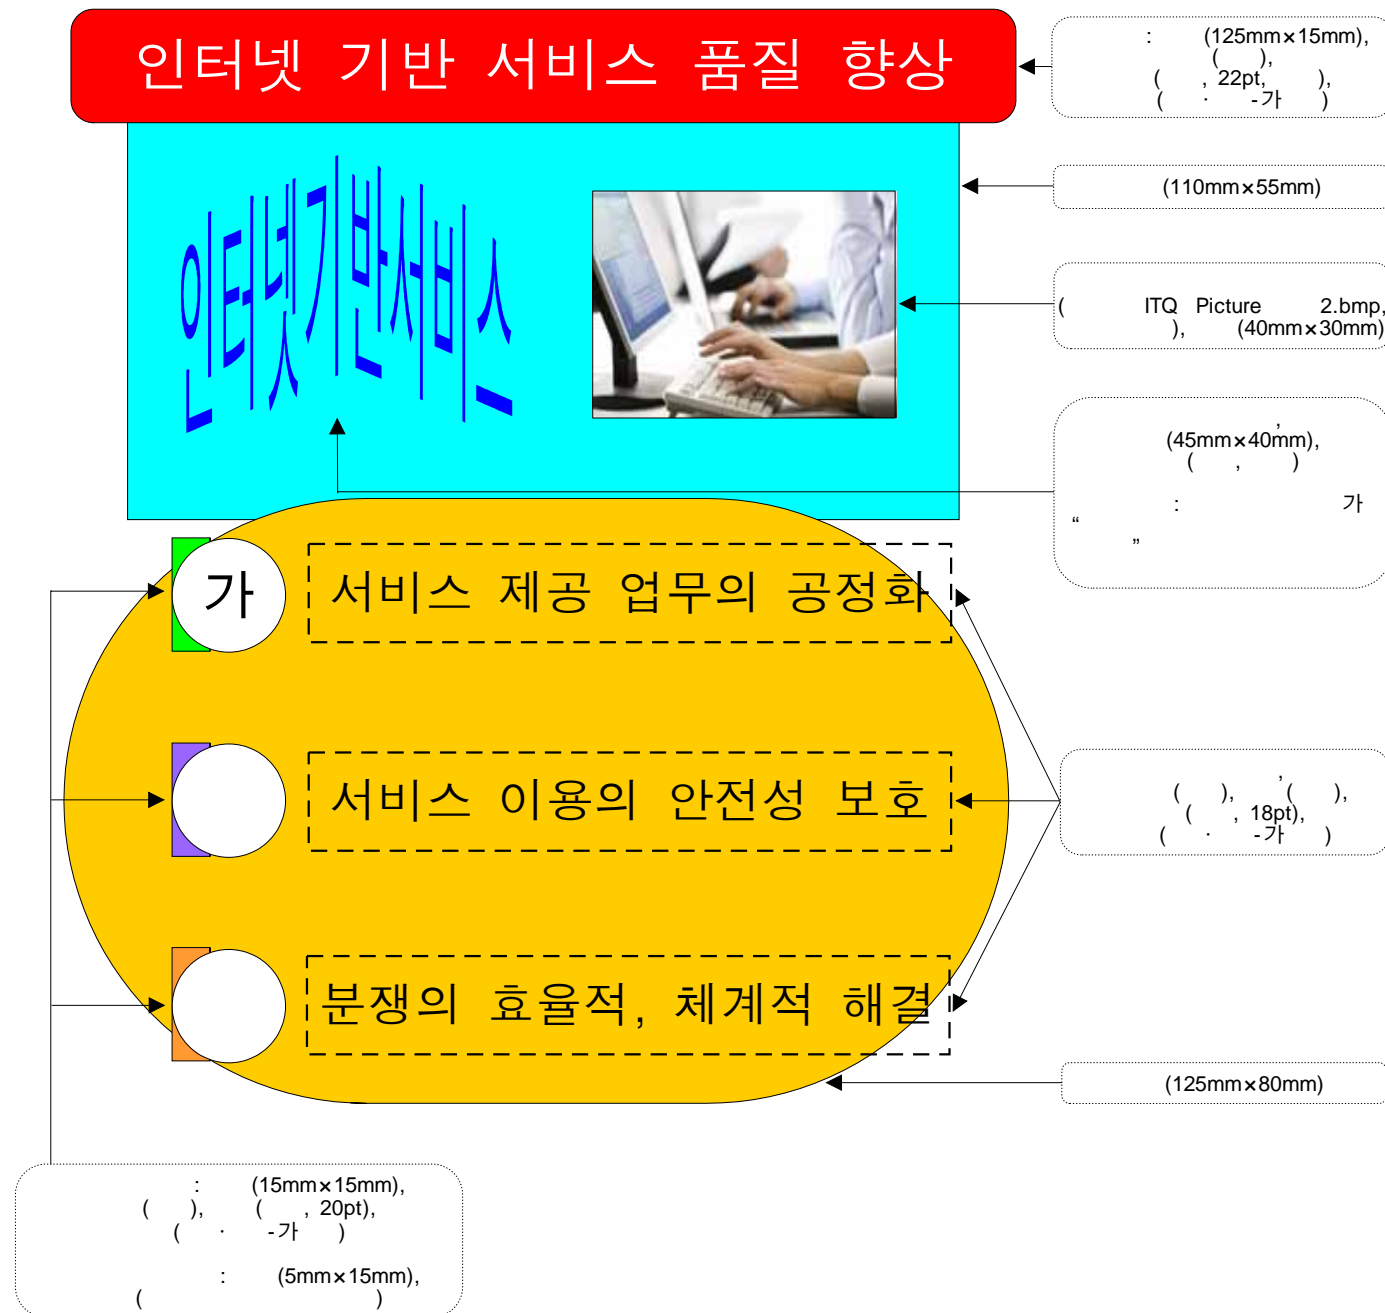 인터넷 기반 서비스 품질 향상
: (125mm×15mm),
( ),
( , 22pt, ),
( · -가 )
(110mm×55mm)
인터넷기반서비스
( ITQ Picture 2.bmp,
), (40mm×30mm)
,
(45mm×40mm),
( , )
: 가
“
”
가
서비스 제공 업무의 공정화
서비스 이용의 안전성 보호
,
( ), ( ),
( , 18pt),
( · -가 )
분쟁의 효율적, 체계적 해결
(125mm×80mm)
: (15mm×15mm),
( ), ( , 20pt),
( · -가 )
: (5mm×15mm),
( )